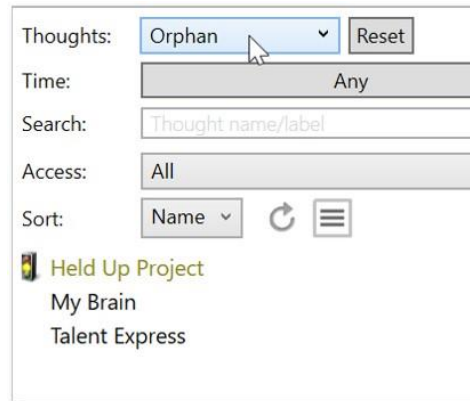 Thoughts: Orphan Reset
Time: Any
Search: Thought name/label
Access: All
Sort: Name
Held Up Project
My Brain
Talent Express